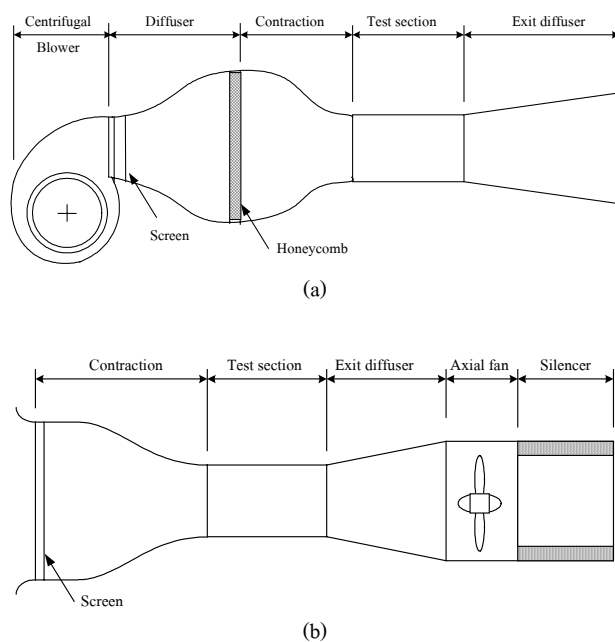 Centrifugal Diffuser Contraction Test section Exit diffuser
Blower
Screen
Honeycomb
(a)
Contraction Test section Exit diffuser Axial fan Silencer
Screen
(b)